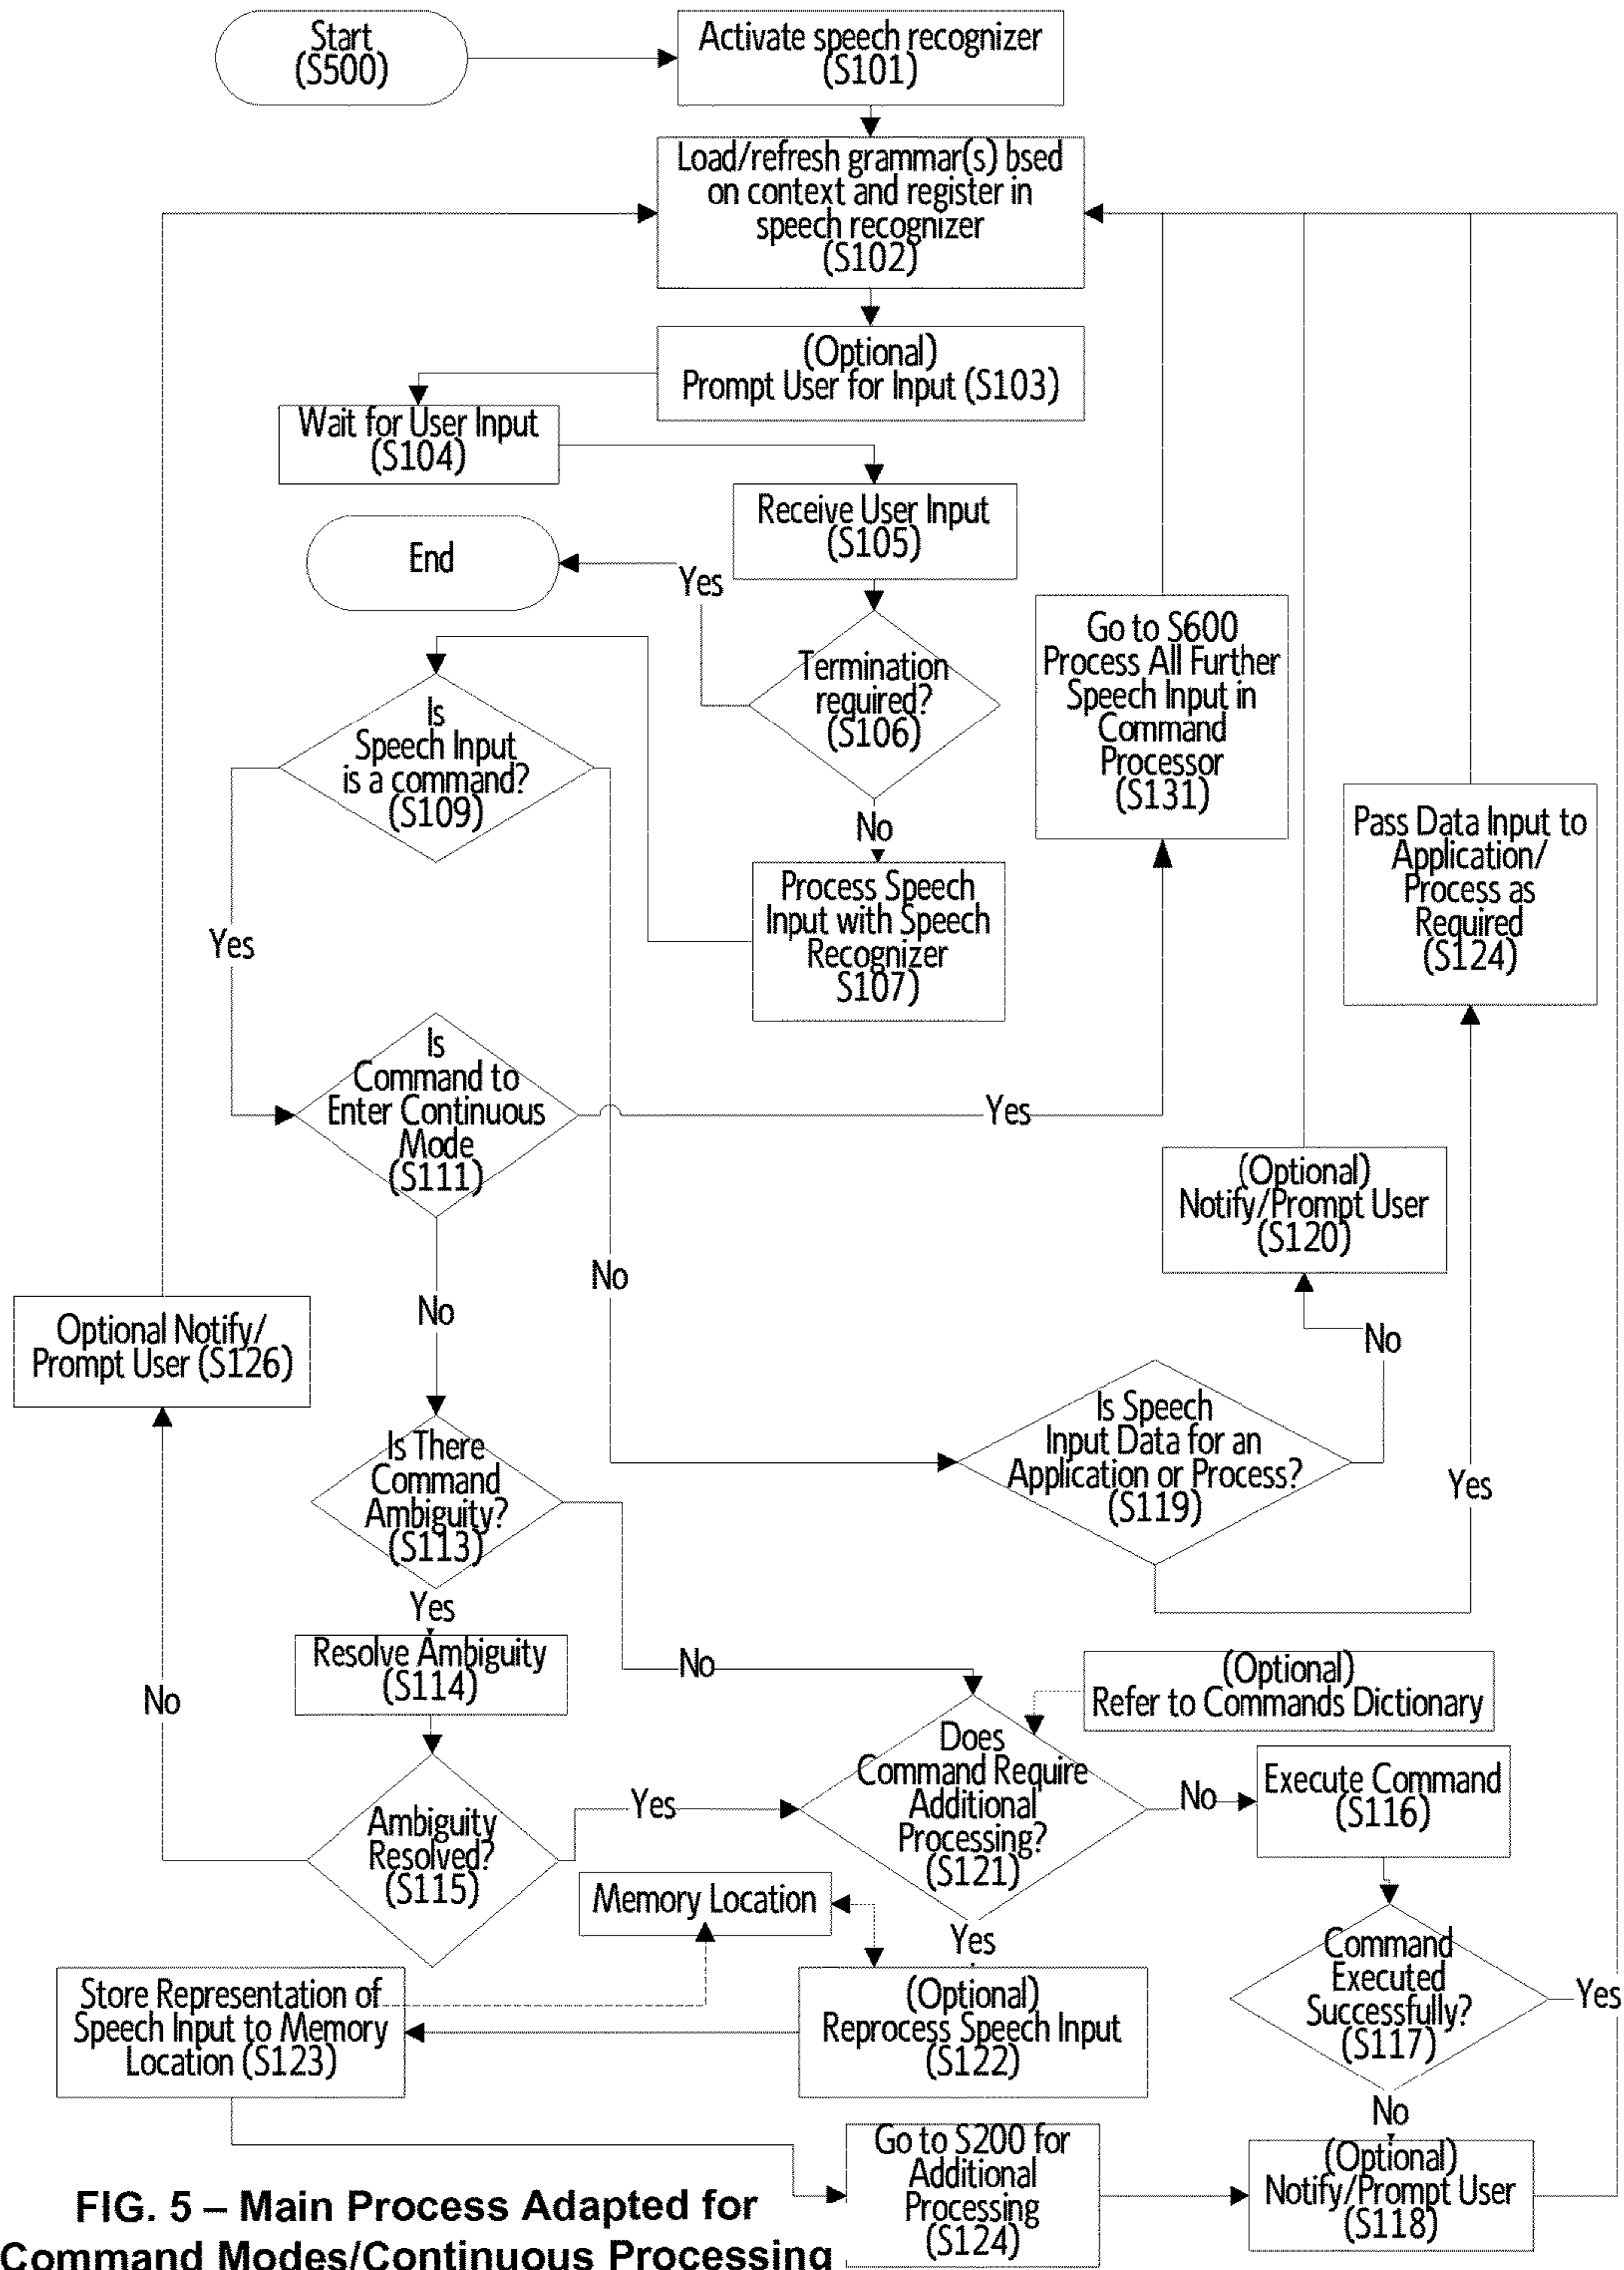 Start
(S500)
Activate speech recognizer
(S101)
Load/refresh grammar(s) bsed
on context and register in
speech recognizer
(S102)
(Optional)
Prompt User for Input (S103)
Wait for User Input
(S104)
Receive User Input
(S105)
End
Yes
Termination
required?
(S106)
No
Go to S600
Process All Further
Speech Input in
Command
Processor
(S131)
Is
Speech Input
is a command?
(S109)
Pass Data Input to
Application/
Process as
Required
(S124)
Process Speech
Input with Speech
Recognizer
S107)
Yes
Is
Command to
Enter Continuous
Mode
(S111)
Yes
(Optional)
Notify/Prompt User
(S120)
No
No
Optional Notify/
Prompt User (S126)
No
Is Speech
Input Data for an
Application or Process?
(S119)
Yes
Is There
Command
Ambiguity?
(S113)
Yes
Resolve Ambiguity
(S114)
No
No
(Optional)
Refer to Commands Dictionary
Does
Command Require
Additional
Processing?
(S121)
No
Execute Command
(S116)
Ambiguity
Resolved?
(S115)
Yes
Memory Location
Yes
Command
Executed
Successfully?
(S117)
Yes
Store Representation of
Speech Input to Memory
Location (S123)
(Optional)
Reprocess Speech Input
(S122)
No
Go to S200 for
Additional
Processing
(S124)
(Optional)
Notify/Prompt User
(S118)
FIG. 5 – Main Process Adapted for
Command Modes/Continuous Processing